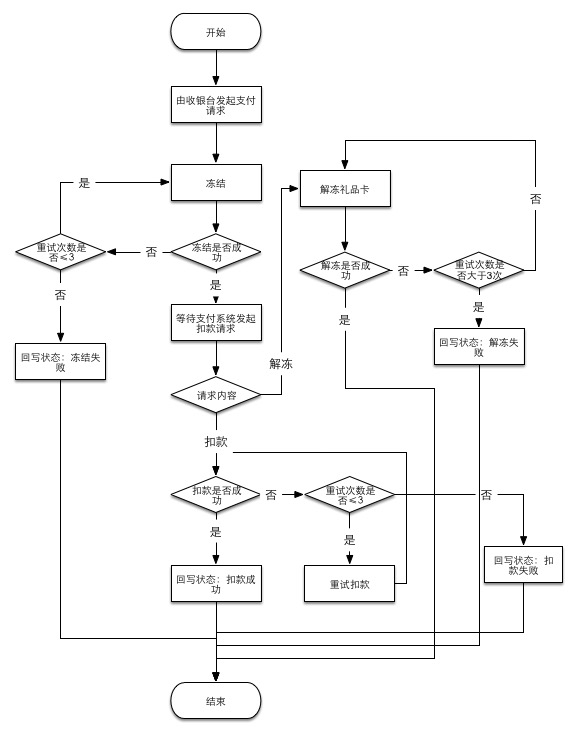 开始
由收银台发起支付
请求
冻结
解冻礼品卡
是
否
重试次数是
否≤3
否
冻结是否成
功
解冻是否成
功
否
重试次数是
否大于3次
否
是
是
是
等待支付系统发起
扣款请求
回写状态：冻结失
败
回写状态：解冻失
败
解冻
请求内容
扣款
扣款是否成
功
否
重试次数是
否≤3
否
是
是
回写状态：扣款成
功
重试扣款
回写状态：扣
款失败
结束